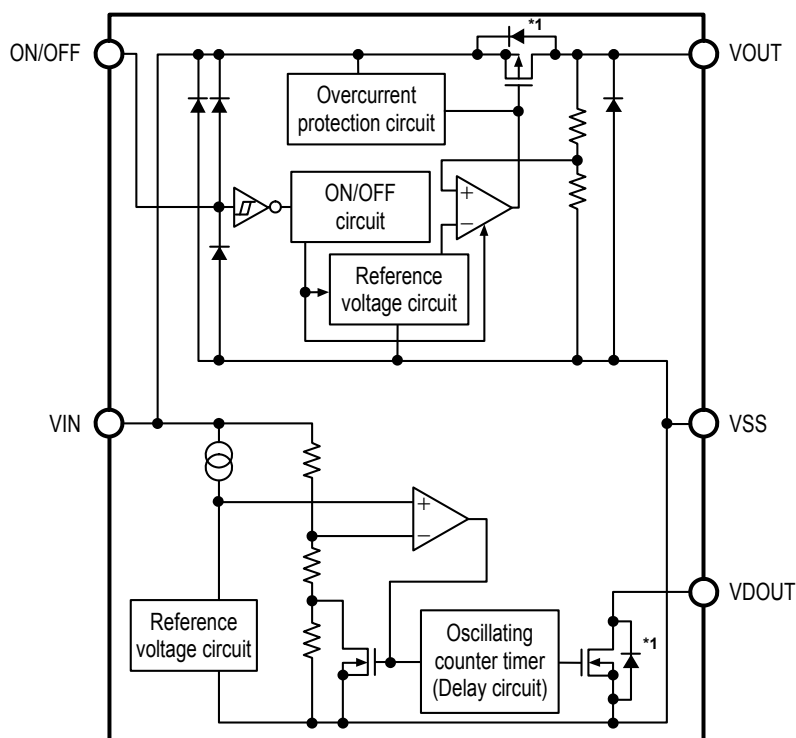 ON/OFF
*1
VOUT
Overcurrent
protection circuit
ON/OFF
circuit
+
−
Reference
voltage circuit
VIN
VSS
+
−
VDOUT
Reference
voltage circuit
Oscillating
counter timer
(Delay circuit)
*1